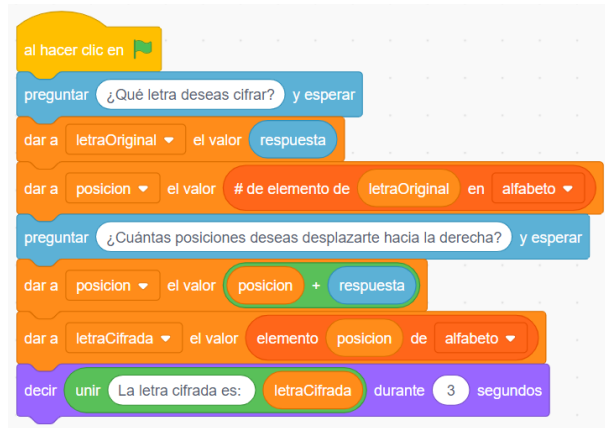 al hacer clic en
preguntar ¿Qué letra deseas cifrar? y esperar
dar a letraOriginal el valor respuesta
dar a posicion el valor # de elemento de letraOriginal en alfabeto
preguntar ¿Cuántas posiciones deseas desplazarte hacia la derecha? y esperar
dar a posicion el valor posicion + respuesta
dar a letraCifrada el valor elemento posicion de alfabeto
decir unir La letra cifrada es: letraCifrada durante 3 segundos